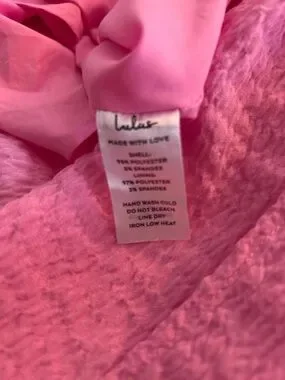 Lulus
MADE WITH LOVE
SHELL:
95% POLYESTER
5% SPANDEX
LINING:
97% POLYESTER
3% SPANDEX
HAND WASH COLD
DO NOT BLEACH
LINE DRY
IRON LOW HEAT